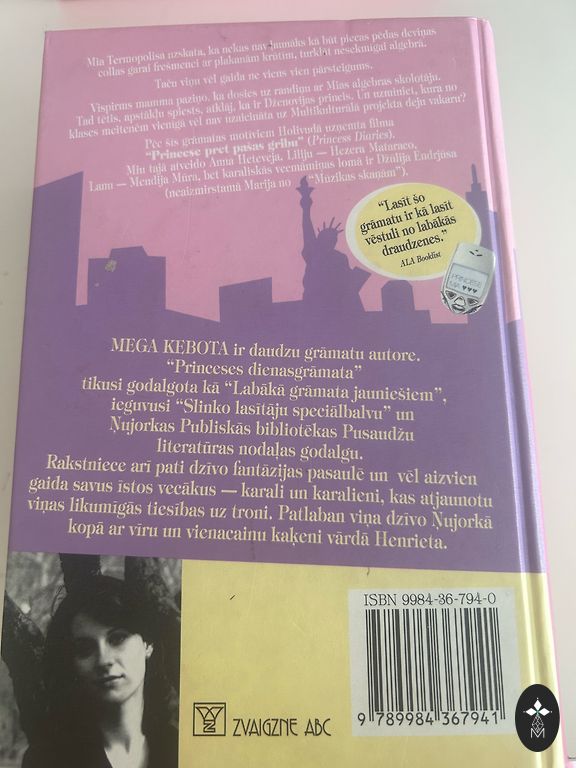 Mia Termopolisa uzskata, ka nekas nav ļaunāks kā būt piecas pēdas deviņas
collas garai fresmenei ar plakanām krūtīm, turklāt nesekmīgai algebrā.
Taču viņu vēl gaida ne viens vien pārsteigums.
Vispirms mamma paziņo, ka dosies uz randiņu ar Mias algebras skolotāju.
Tad tētis, apstākļu spiests, atklāj, ka ir Dženovijas princis. Un uzminiet, kura no
klases meitenēm vienīgā vēl nav uzaicināta uz Multikulturālā projekta deju vakaru?
Pēc šīs grāmatas motīviem Holivudā uzņemta filma
"Princese pret pašas gribu" (Princess Diaries).
Miu tajā atveido Anna Heteveja, Liliju — Hezera Mataraco,
Lanu — Mendija Mūra, bet karaliskās vecmāmiņas lomā ir Džūlija Endrjūsa
(neaizmirstamā Marija no "Mūzikas skaņām").
"Lasīt šo
grāmatu ir kā lasīt
vēstuli no labākās
draudzenes."
ALA Booklist
PRINCESE
MIA
MEGA KEBOTA ir daudzu grāmatu autore.
"Princeses dienasgrāmata"
tikusi godalgota kā "Labākā grāmata jauniešiem",
ieguvusi "Slinko lasītāju speciālbalvu" un
Ņujorkas Publiskās bibliotēkas Pusaudžu
literatūras nodaļas godalgu.
Rakstniece arī pati dzīvo fantāzijas pasaulē un vēl aizvien
gaida savus īstos vecākus — karali un karalieni, kas atjaunotu
viņas likumīgās tiesības uz troni. Patlaban viņa dzīvo Ņujorkā
kopā ar vīru un vienacainu kaķeni vārdā Henrieta.
ISBN 9984-36-794-0
9 789984 367941
ZVAIGZNE ABC
M